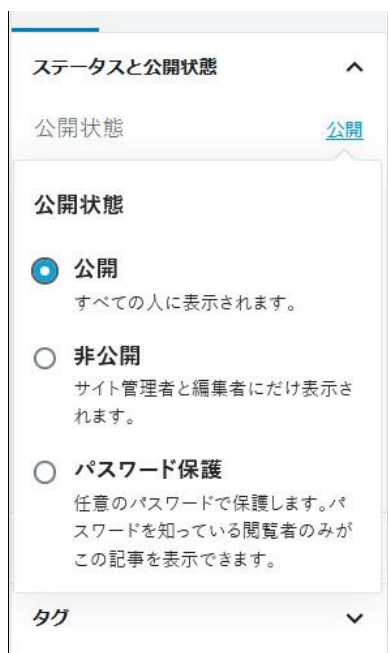 ステータスと公開状態
公開状態 公開
公開状態
公開
すべての人に表示されます。
非公開
サイト管理者と編集者にだけ表示さ
れます。
パスワード保護
任意のパスワードで保護します。パ
スワードを知っている閲覧者のみが
この記事を表示できます。
タグ